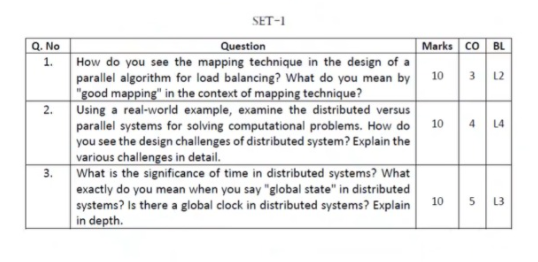 SET-1
Q. No Question Marks CO BL
1. How do you see the mapping technique in the design of a
parallel algorithm for load balancing? What do you mean by 10 3 L2
"good mapping" in the context of mapping technique?
2. Using a real-world example, examine the distributed versus
parallel systems for solving computational problems. How do 10 4 L4
you see the design challenges of distributed system? Explain the
various challenges in detail.
3. What is the significance of time in distributed systems? What
exactly do you mean when you say "global state" in distributed
systems? Is there a global clock in distributed systems? Explain 10 5 L3
in depth.